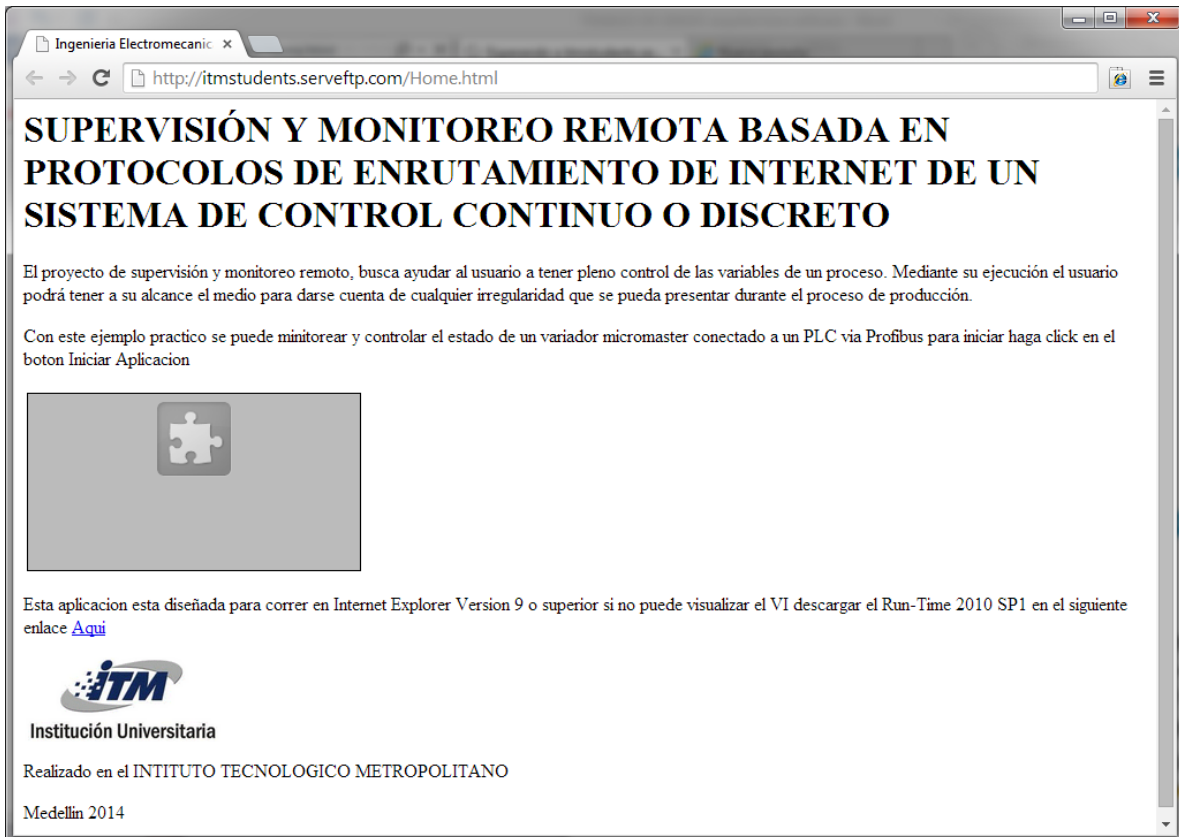 Ingenieria Electromecanic
http://itmstudents.serveftp.com/Home.html
SUPERVISIÓN Y MONITOREO REMOTA BASADA EN
PROTOCOLOS DE ENRUTAMIENTO DE INTERNET DE UN
SISTEMA DE CONTROL CONTINUO O DISCRETO
El proyecto de supervisión y monitoreo remoto, busca ayudar al usuario a tener pleno control de las variables de un proceso. Mediante su ejecución el usuario
podrá tener a su alcance el medio para darse cuenta de cualquier irregularidad que se pueda presentar durante el proceso de producción.
Con este ejemplo practico se puede minitorear y controlar el estado de un variador micromaster conectado a un PLC via Profibus para iniciar haga click en el
boton Iniciar Aplicacion
Esta aplicacion esta diseñada para correr en Internet Explorer Version 9 o superior si no puede visualizar el VI descargar el Run-Time 2010 SP1 en el siguiente
enlace Aqui
iTM
Institución Universitaria
Realizado en el INTITUTO TECNOLOGICO METROPOLITANO
Medellin 2014